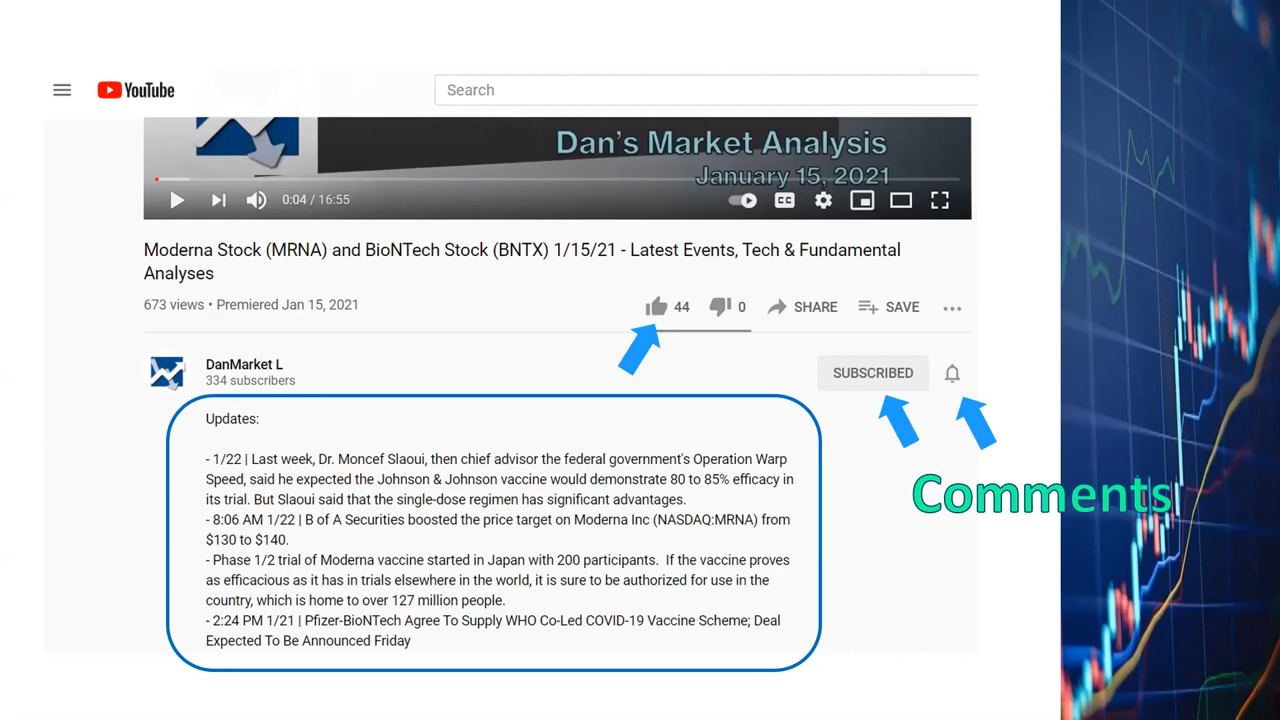 YouTube
Search
Dan's Market Analysis
January 15, 2021
0:04 / 16:55
CC
Moderna Stock (MRNA) and BioNTech Stock (BNTX) 1/15/21 - Latest Events, Tech & Fundamental
Analyses
673 views • Premiered Jan 15, 2021
44
0
SHARE
SAVE
DanMarket L
334 subscribers
SUBSCRIBED
Updates:
- 1/22 | Last week, Dr. Moncef Slaoui, then chief advisor the federal government's Operation Warp
Speed, said he expected the Johnson & Johnson vaccine would demonstrate 80 to 85% efficacy in
its trial. But Slaoui said that the single-dose regimen has significant advantages.
- 8:06 AM 1/22 | B of A Securities boosted the price target on Moderna Inc (NASDAQ:MRNA) from
$130 to $140.
- Phase 1/2 trial of Moderna vaccine started in Japan with 200 participants.  If the vaccine proves
as efficacious as it has in trials elsewhere in the world, it is sure to be authorized for use in the
country, which is home to over 127 million people.
- 2:24 PM 1/21 | Pfizer-BioNTech Agree To Supply WHO Co-Led COVID-19 Vaccine Scheme; Deal
Expected To Be Announced Friday
Comments